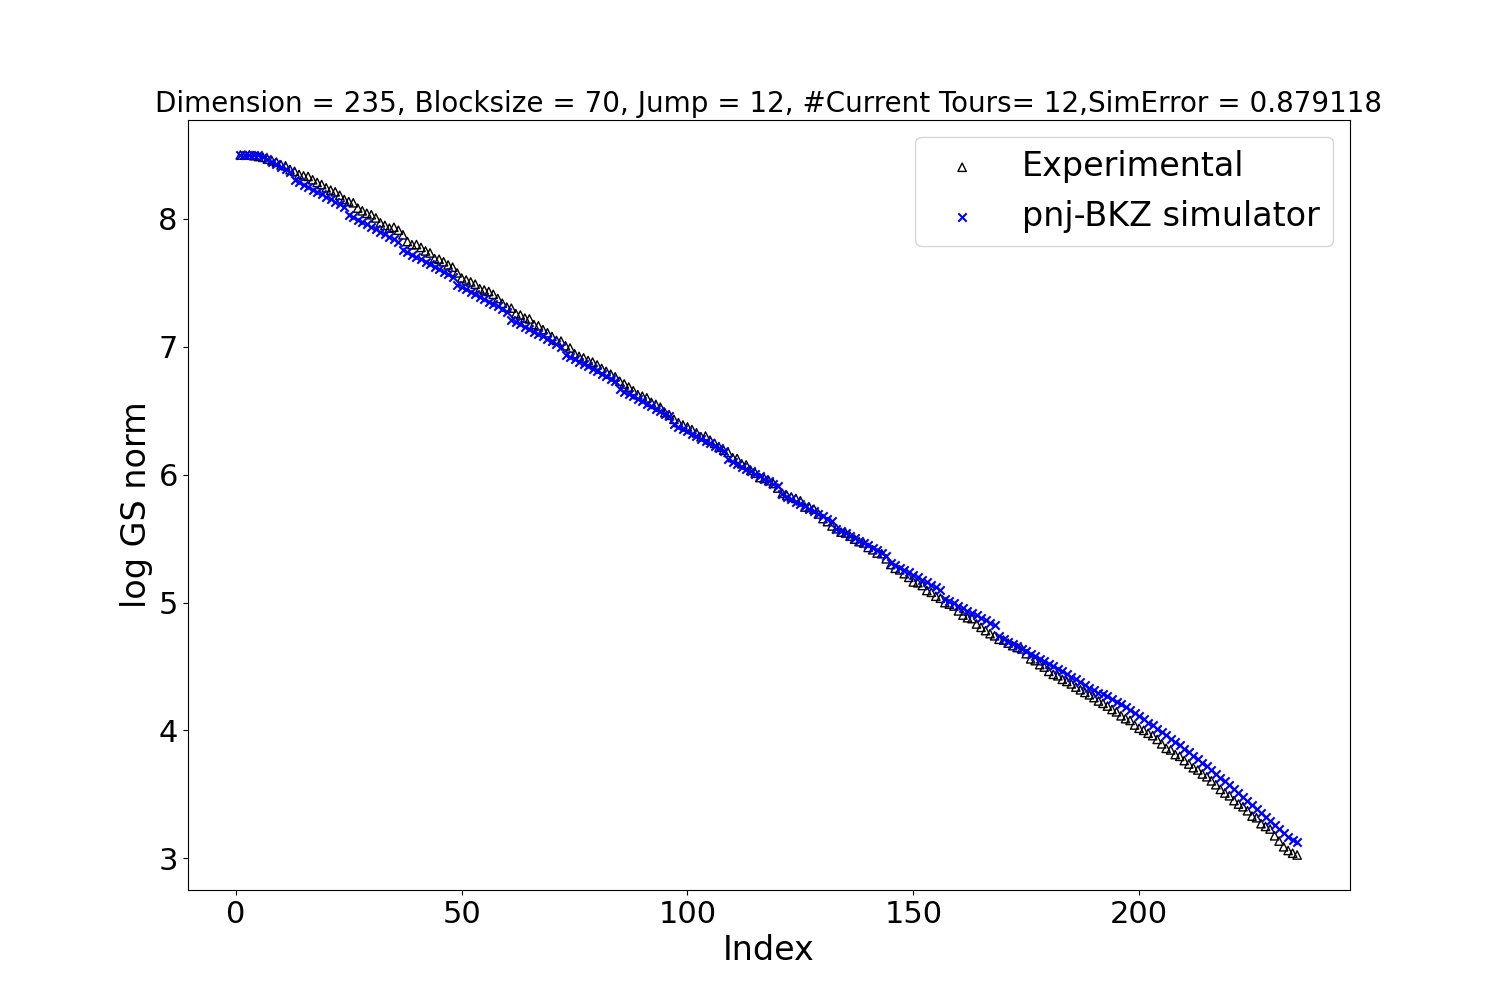 Dimension = 235, Blocksize = 70, Jump = 12, #Current Tours= 12,SimError = 0.879118
Experimental
pnj-BKZ simulator
8
7
6
5
4
3
log GS norm
0 50 100 150 200
Index